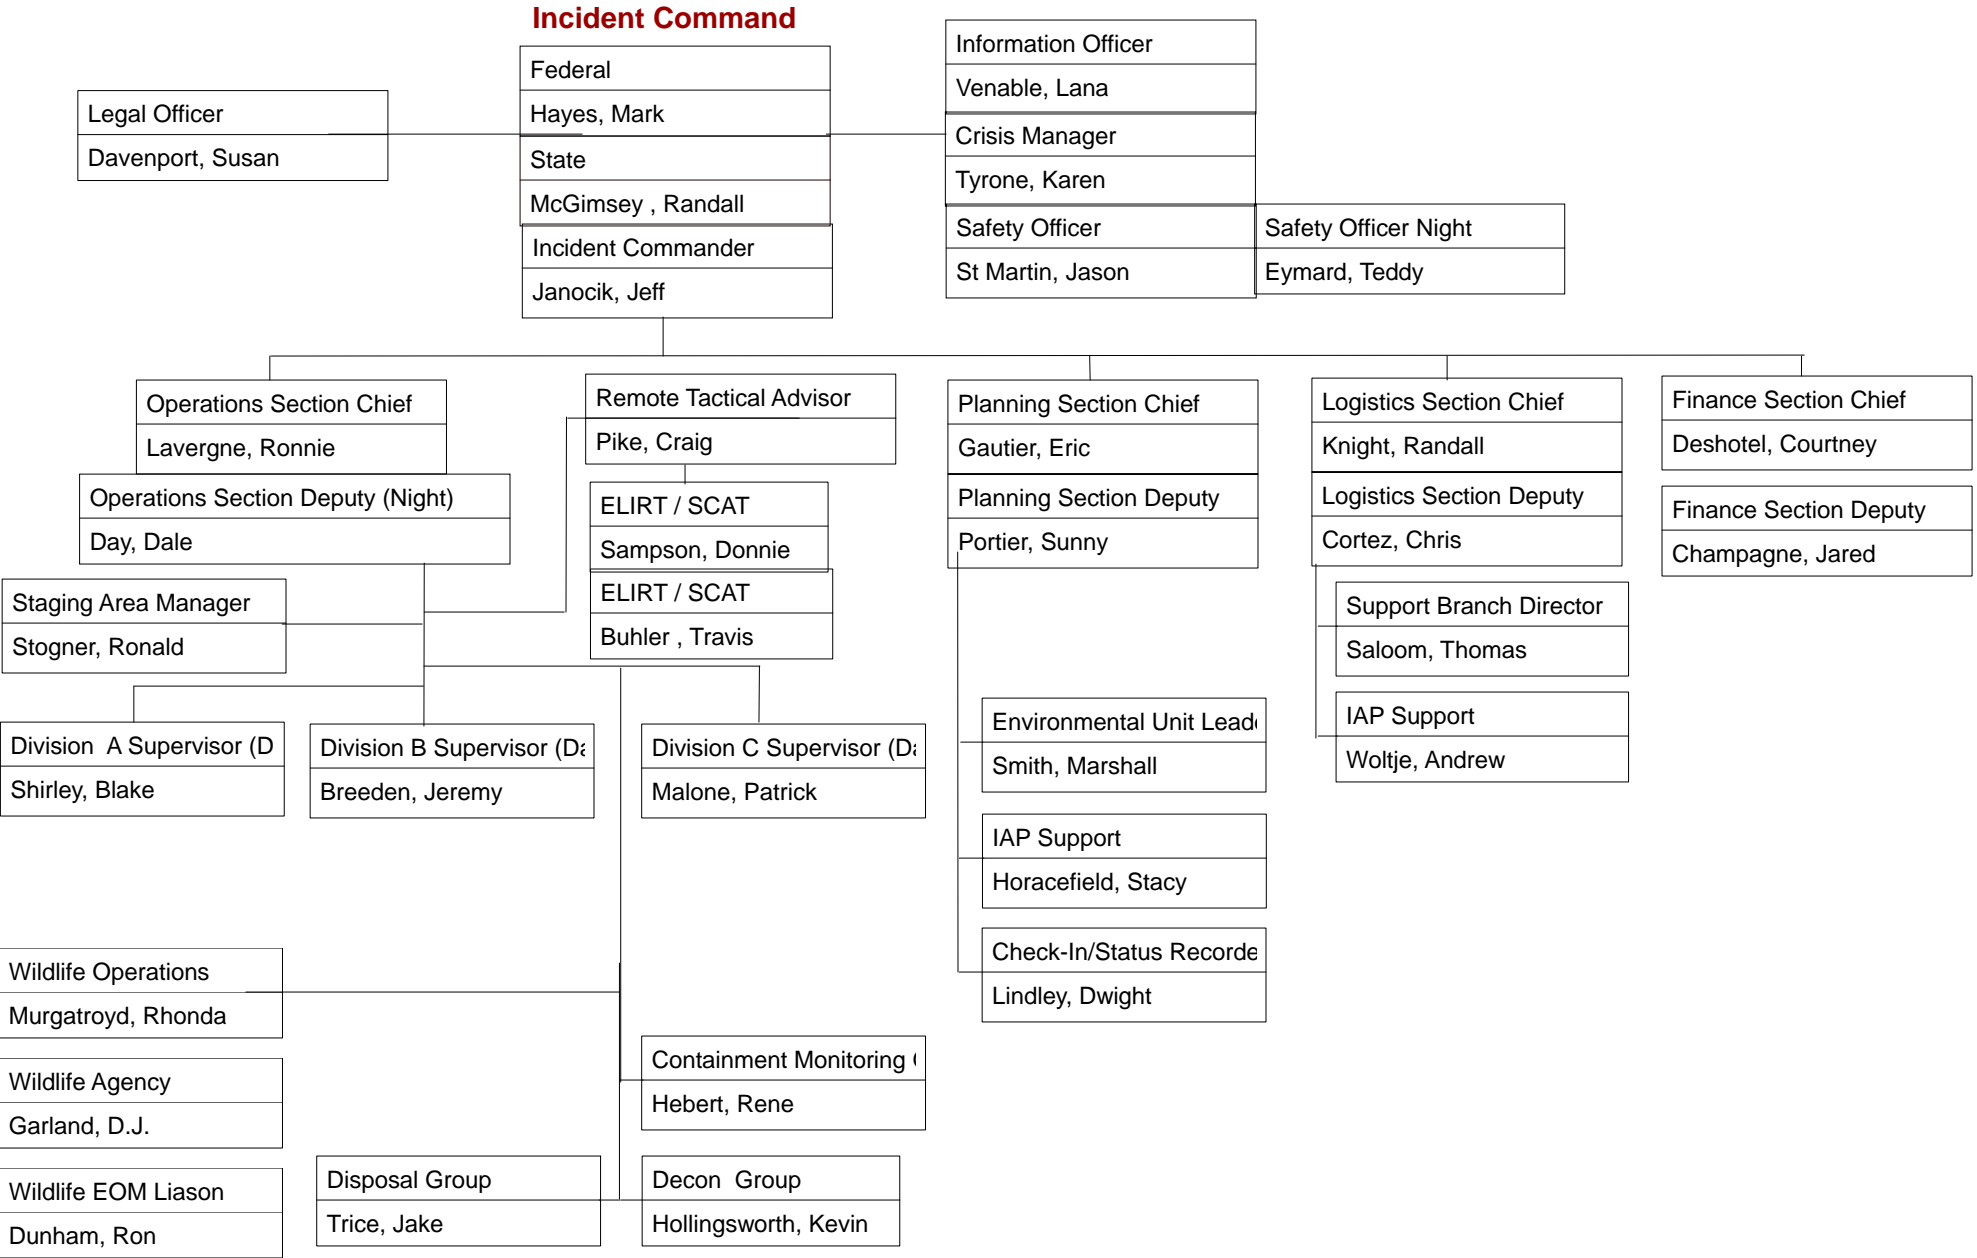 Incident Command
Federal
Hayes, Mark
State
McGimsey , Randall
Incident Commander
Janocik, Jeff
Legal Officer
Davenport, Susan
Information Officer
Venable, Lana
Crisis Manager
Tyrone, Karen
Safety Officer
St Martin, Jason
Safety Officer Night
Eymard, Teddy
Operations Section Chief
Lavergne, Ronnie
Operations Section Deputy (Night)
Day, Dale
Staging Area Manager
Stogner, Ronald
Remote Tactical Advisor
Pike, Craig
ELIRT / SCAT
Sampson, Donnie
ELIRT / SCAT
Buhler , Travis
Division  A Supervisor (D
Shirley, Blake
Division B Supervisor (Da
Breeden, Jeremy
Division C Supervisor (Da
Malone, Patrick
Wildlife Operations
Murgatroyd, Rhonda
Wildlife Agency
Garland, D.J.
Wildlife EOM Liason
Dunham, Ron
Containment Monitoring
Hebert, Rene
Disposal Group
Trice, Jake
Decon  Group
Hollingsworth, Kevin
Planning Section Chief
Gautier, Eric
Planning Section Deputy
Portier, Sunny
Environmental Unit Leade
Smith, Marshall
IAP Support
Horacefield, Stacy
Check-In/Status Recorde
Lindley, Dwight
Logistics Section Chief
Knight, Randall
Logistics Section Deputy
Cortez, Chris
Support Branch Director
Saloom, Thomas
IAP Support
Woltje, Andrew
Finance Section Chief
Deshotel, Courtney
Finance Section Deputy
Champagne, Jared